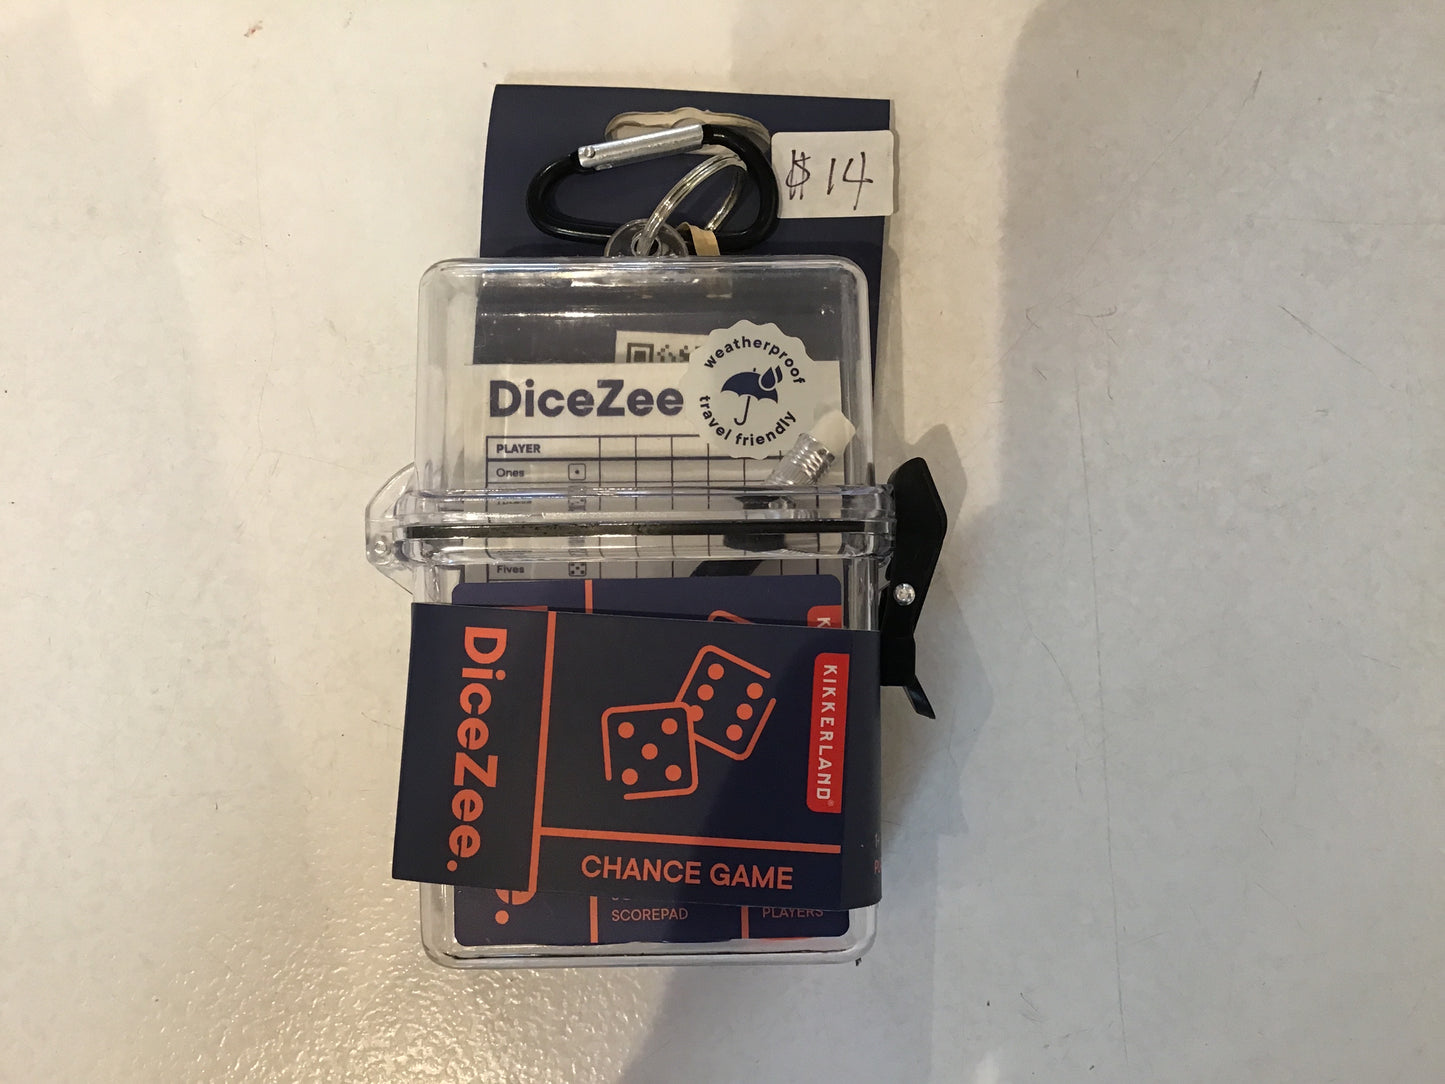 $ 14
weatherproof
travel friendly
DiceZee
PLAYER
Ones
Fives
DiceZee.
KIKKERLAND®
CHANCE GAME
SCOREPAD
PLAYERS